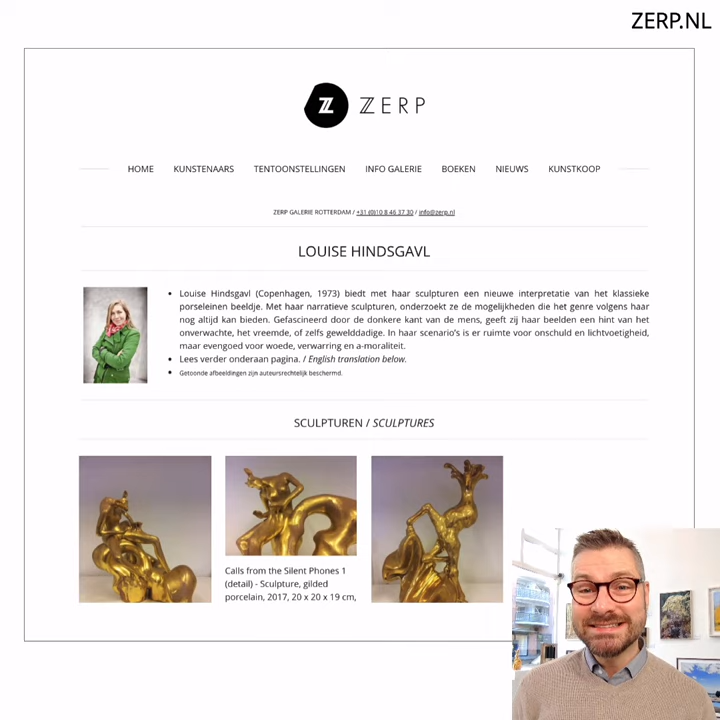 ZERP.NL
Z ZERP
HOME KUNSTENAARS TENTOONSTELLINGEN INFO GALERIE BOEKEN NIEUWS KUNSTKOOP
ZERP GALERIE ROTTERDAM / +31 (0)10 8 46 37 30 / info@zerp.nl
LOUISE HINDSGAVL
• Louise Hindsgavl (Copenhagen, 1973) biedt met haar sculpturen een nieuwe interpretatie van het klassieke
porseleinen beeldje. Met haar narratieve sculpturen, onderzoekt ze de mogelijkheden die het genre volgens haar
nog altijd kan bieden. Gefascineerd door de donkere kant van de mens, geeft zij haar beelden een hint van het
onverwachte, het vreemde, of zelfs gewelddadige. In haar scenario's is er ruimte voor onschuld en lichtvoetigheid,
maar evengoed voor woede, verwarring en a-moraliteit.
• Lees verder onderaan pagina. / English translation below.
• Getoonde afbeeldingen zijn auteursrechtelijk beschermd.
SCULPTUREN / SCULPTURES
Calls from the Silent Phones 1
(detail) - Sculpture, gilded
porcelain, 2017, 20 x 20 x 19 cm,